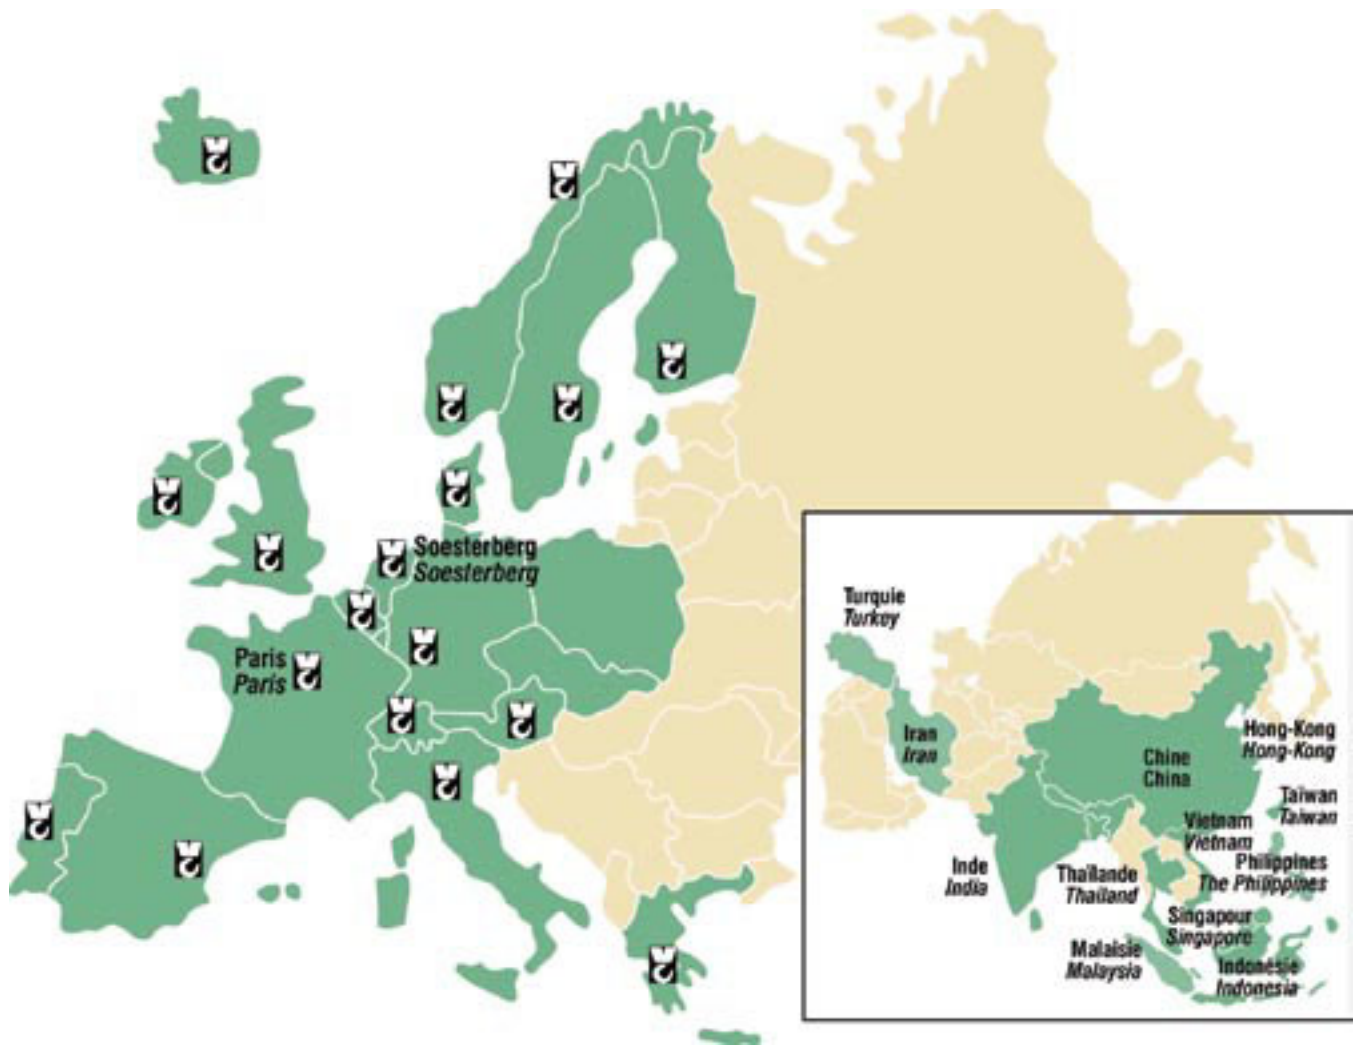 Soesterberg
Soesterberg
Paris
Paris
Turquie
Turkey
Iran
Iran
Chine
China
Hong-Kong
Hong-Kong
Taïwan
Taiwan
Vietnam
Vietnam
Philippines
The Philippines
Inde
India
Thaïlande
Thailand
Singapour
Singapore
Malaisie
Malaysia
Indonésie
Indonesia